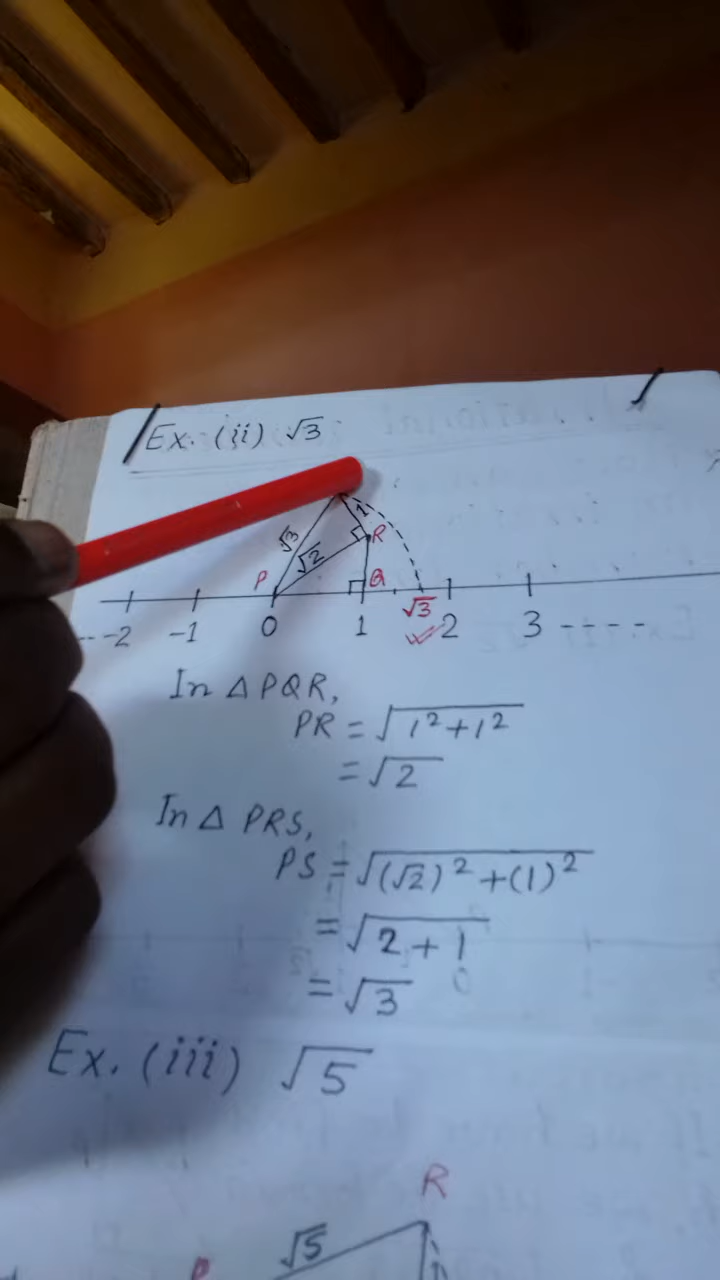 Ex. (ii) √3
1
√3
√2
R
P
Q
√3
-- -2 -1 0 1 2 3 ----
In △ PQR,
PR = √1²+1²
= √2
In △ PRS,
PS = √(√2)²+(1)²
= √2+1
= √3
Ex. (iii) √5
R
√5
P